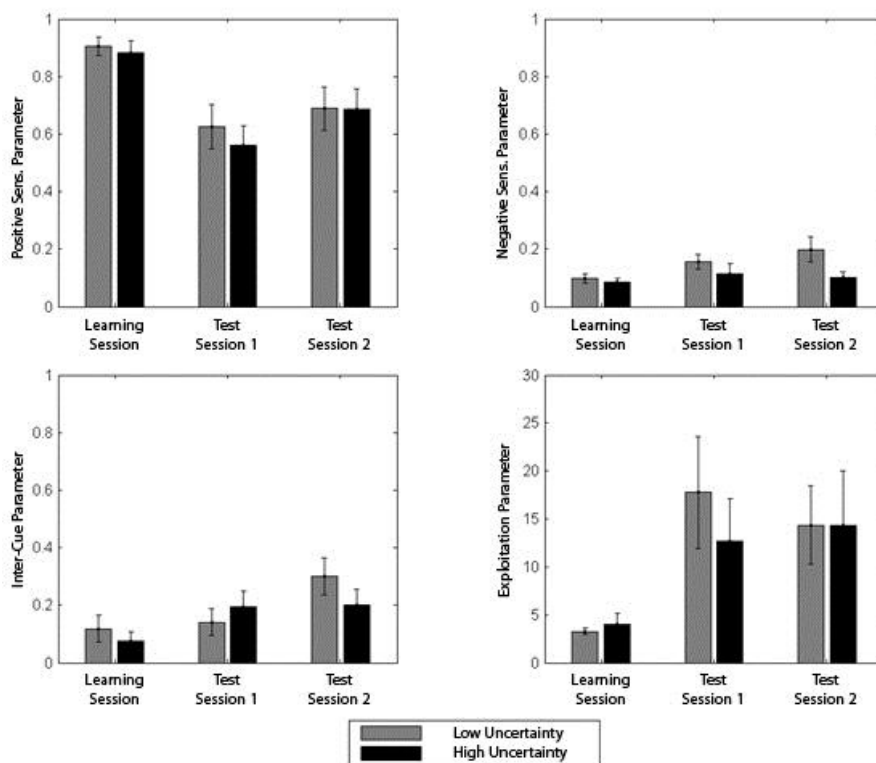 Positive Sens. Parameter
1
0.8
0.6
0.4
0.2
0
Learning Session
Test Session 1
Test Session 2
Negative Sens. Parameter
1
0.8
0.6
0.4
0.2
0
Learning Session
Test Session 1
Test Session 2
Inter-Cue Parameter
1
0.8
0.6
0.4
0.2
0
Learning Session
Test Session 1
Test Session 2
Exploitation Parameter
30
25
20
15
10
5
0
Learning Session
Test Session 1
Test Session 2
Low Uncertainty
High Uncertainty